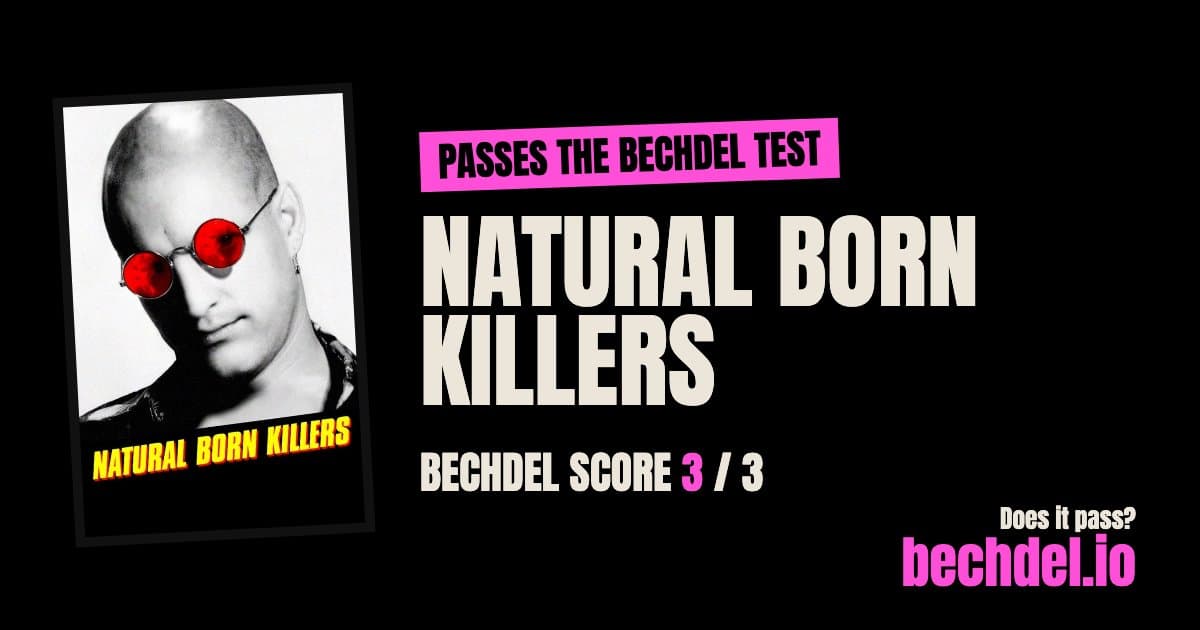 NATURAL BORN KILLERS
PASSES THE BECHDEL TEST
NATURAL BORN
KILLERS
BECHDEL SCORE 3 / 3
Does it pass?
bechdel.io